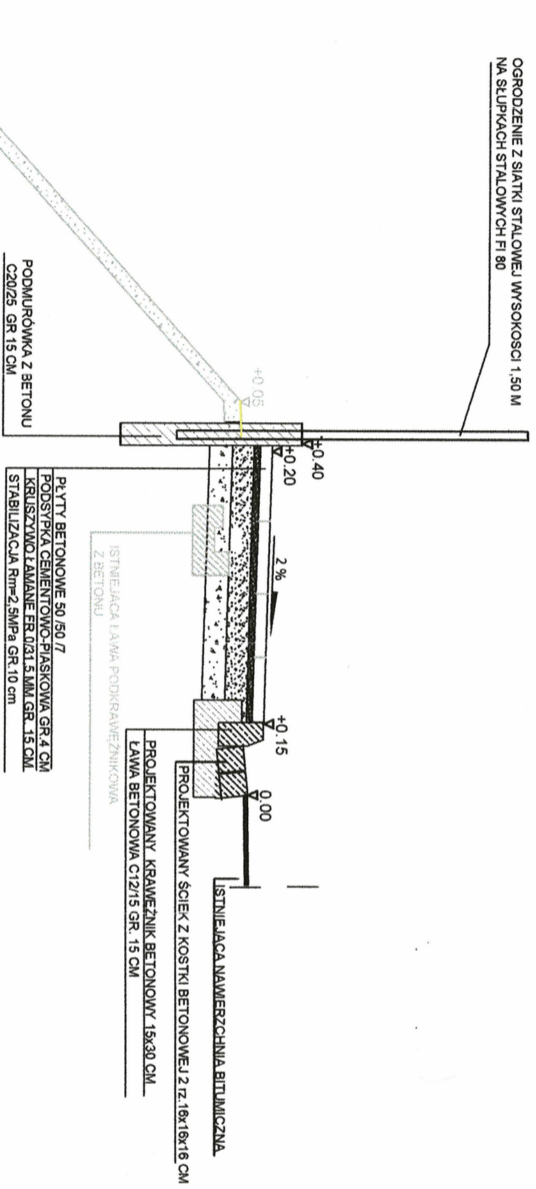 OGRODZENIE Z SIATKI STALOWEJ WYSOKOSCI 1,50 M
NA SŁUPKACH STALOWYCH FI 80
+0.05
+0.40
+0.20
2 %
+0.15
0.00
PODMURÓWKA Z BETONU
C20/25 GR 15 CM
PŁYTY BETONOWE 50 /50 /7
PODSYPKA CEMENTOWO-PIASKOWA GR.4 CM
KRUSZYWO ŁAMANE FR.0/31,5 MM GR. 15 CM
STABILIZACJA Rm=2,5MPa GR.10 cm
ISTNIEJĄCA ŁAWA PODKRAWĘŻNIKOWA
Z BETONU
ISTNIEJĄCA NAWIERZCHNIA BITUMICZNA
PROJEKTOWANY ŚCIEK Z KOSTKI BETONOWEJ 2 rz.16x16x16 CM
PROJEKTOWANY KRAWĘŻNIK BETONOWY 15x30 CM
ŁAWA BETONOWA C12/15 GR. 15 CM